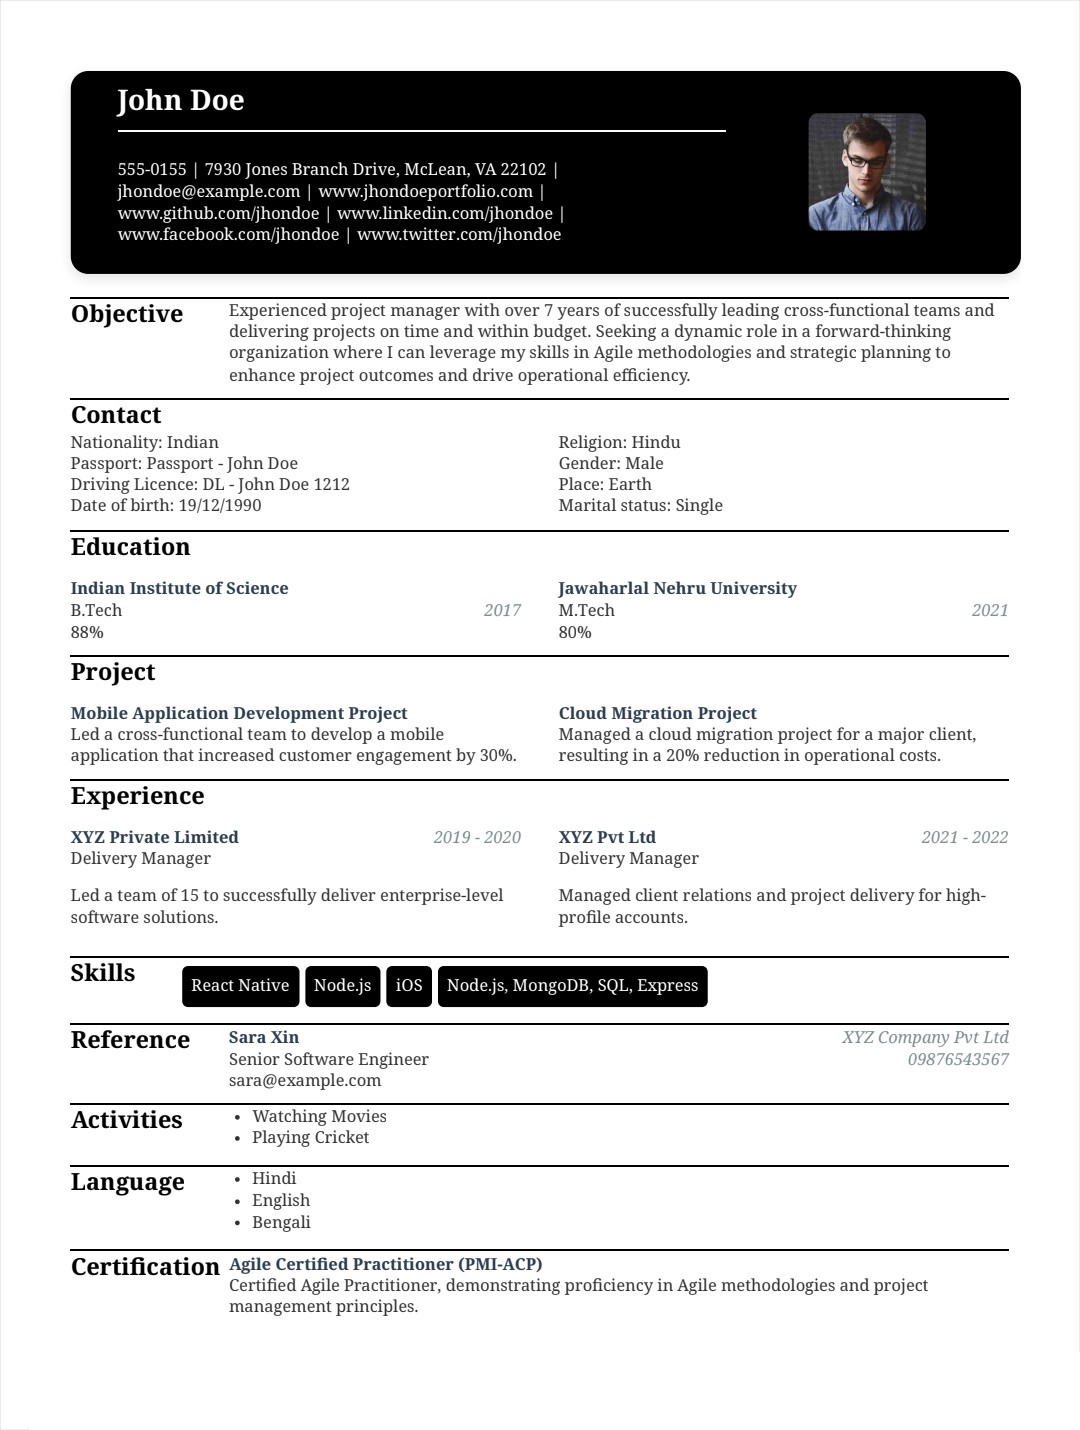 John Doe
555-0155 | 7930 Jones Branch Drive, McLean, VA 22102 |
jhondoe@example.com | www.jhondoeportfolio.com |
www.github.com/jhondoe | www.linkedin.com/jhondoe |
www.facebook.com/jhondoe | www.twitter.com/jhondoe
Objective
Experienced project manager with over 7 years of successfully leading cross-functional teams and
delivering projects on time and within budget. Seeking a dynamic role in a forward-thinking
organization where I can leverage my skills in Agile methodologies and strategic planning to
enhance project outcomes and drive operational efficiency.
Contact
Nationality: Indian
Passport: Passport - John Doe
Driving Licence: DL - John Doe 1212
Date of birth: 19/12/1990
Religion: Hindu
Gender: Male
Place: Earth
Marital status: Single
Education
Indian Institute of Science
B.Tech 2017
88%
Jawaharlal Nehru University
M.Tech 2021
80%
Project
Mobile Application Development Project
Led a cross-functional team to develop a mobile
application that increased customer engagement by 30%.
Cloud Migration Project
Managed a cloud migration project for a major client,
resulting in a 20% reduction in operational costs.
Experience
XYZ Private Limited 2019 - 2020
Delivery Manager
Led a team of 15 to successfully deliver enterprise-level
software solutions.
XYZ Pvt Ltd 2021 - 2022
Delivery Manager
Managed client relations and project delivery for high-
profile accounts.
Skills
React Native Node.js iOS Node.js, MongoDB, SQL, Express
Reference
Sara Xin XYZ Company Pvt Ltd
Senior Software Engineer 09876543567
sara@example.com
Activities
• Watching Movies
• Playing Cricket
Language
• Hindi
• English
• Bengali
Certification
Agile Certified Practitioner (PMI-ACP)
Certified Agile Practitioner, demonstrating proficiency in Agile methodologies and project
management principles.